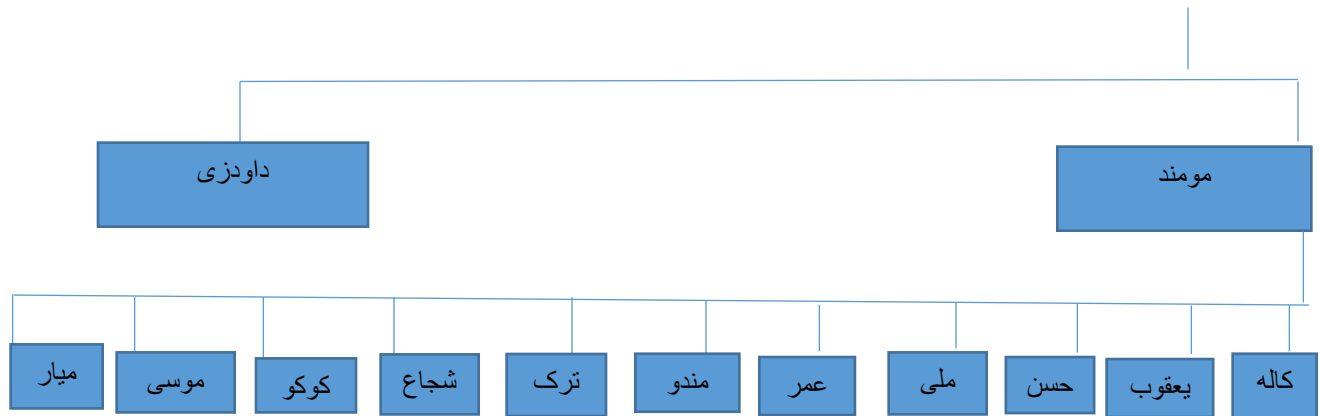 مومند
داودزی
کاله
یعقوب
حسن
ملی
عمر
مندو
ترک
شجاع
کوکو
موسی
میار